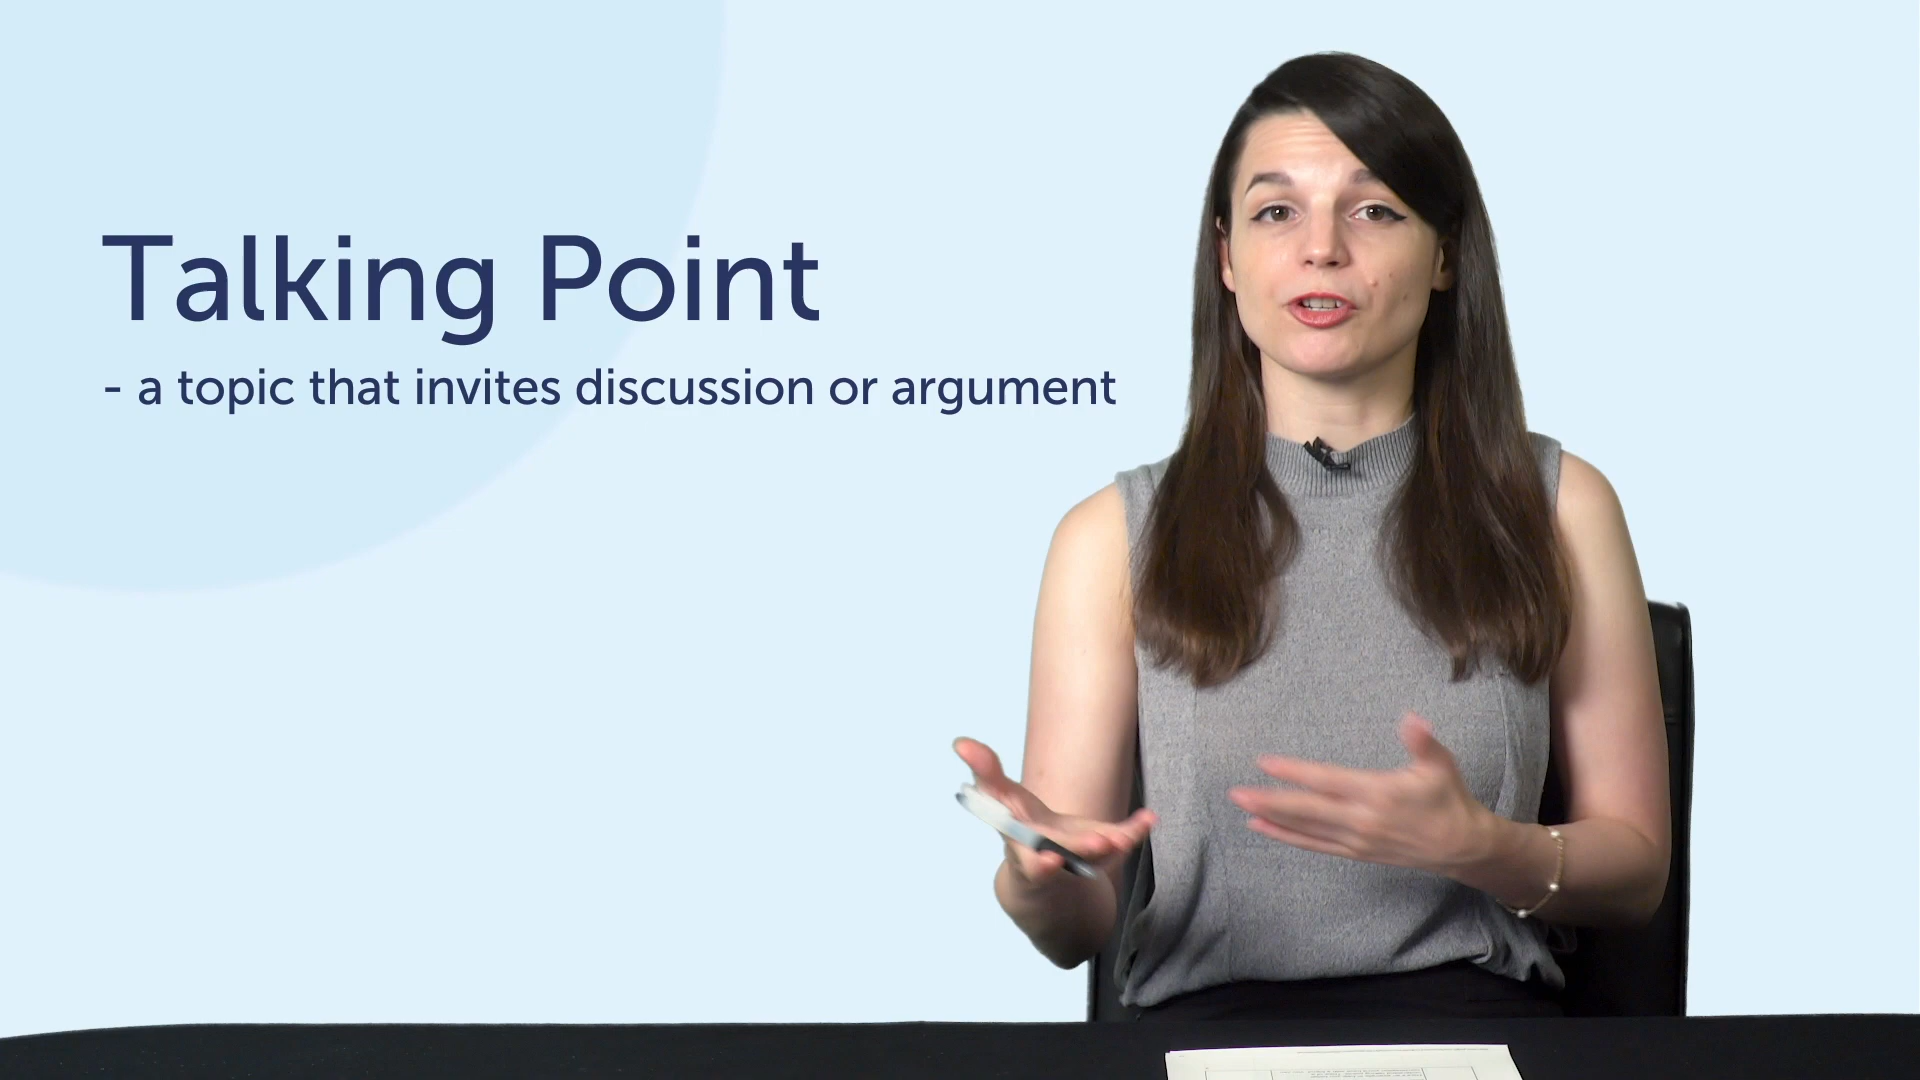 Talking Point
- a topic that invites discussion or argument